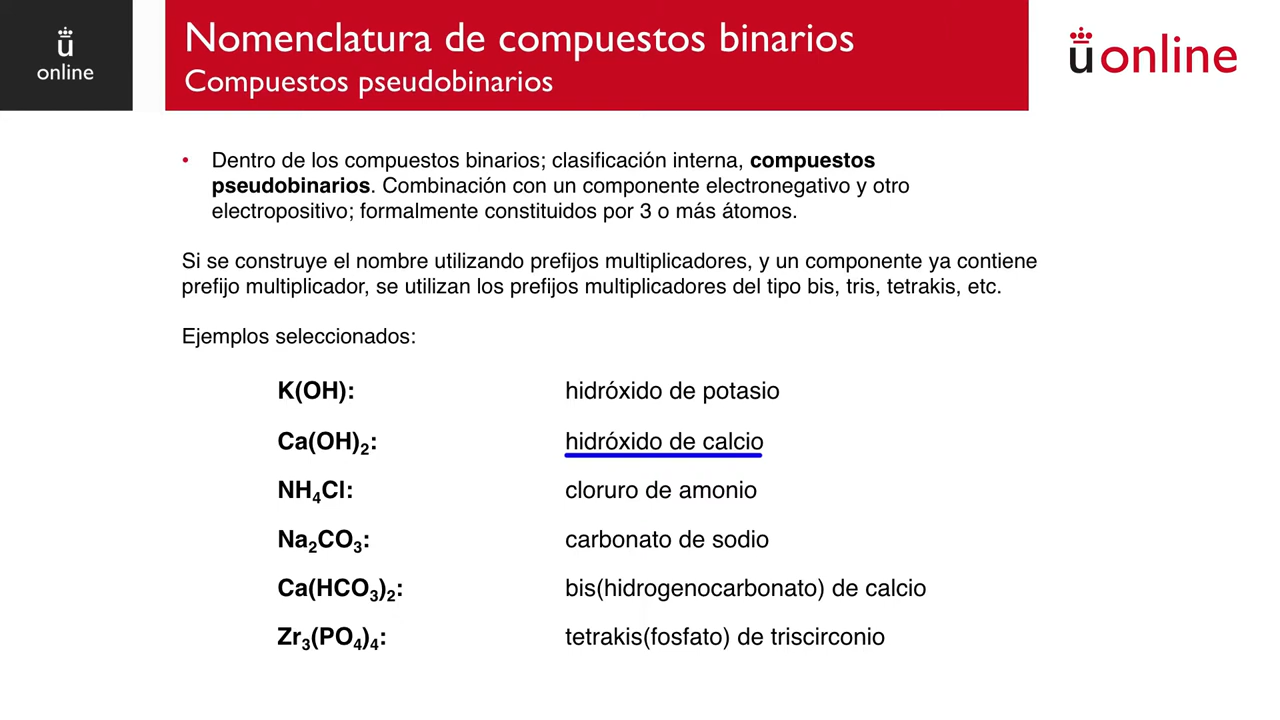 ü
online
Nomenclatura de compuestos binarios
Compuestos pseudobinarios
üonline
• Dentro de los compuestos binarios; clasificación interna, compuestos
pseudobinarios. Combinación con un componente electronegativo y otro
electropositivo; formalmente constituidos por 3 o más átomos.
Si se construye el nombre utilizando prefijos multiplicadores, y un componente ya contiene
prefijo multiplicador, se utilizan los prefijos multiplicadores del tipo bis, tris, tetrakis, etc.
Ejemplos seleccionados:
K(OH): hidróxido de potasio
Ca(OH)₂: hidróxido de calcio
NH₄Cl: cloruro de amonio
Na₂CO₃: carbonato de sodio
Ca(HCO₃)₂: bis(hidrogenocarbonato) de calcio
Zr₃(PO₄)₄: tetrakis(fosfato) de triscirconio